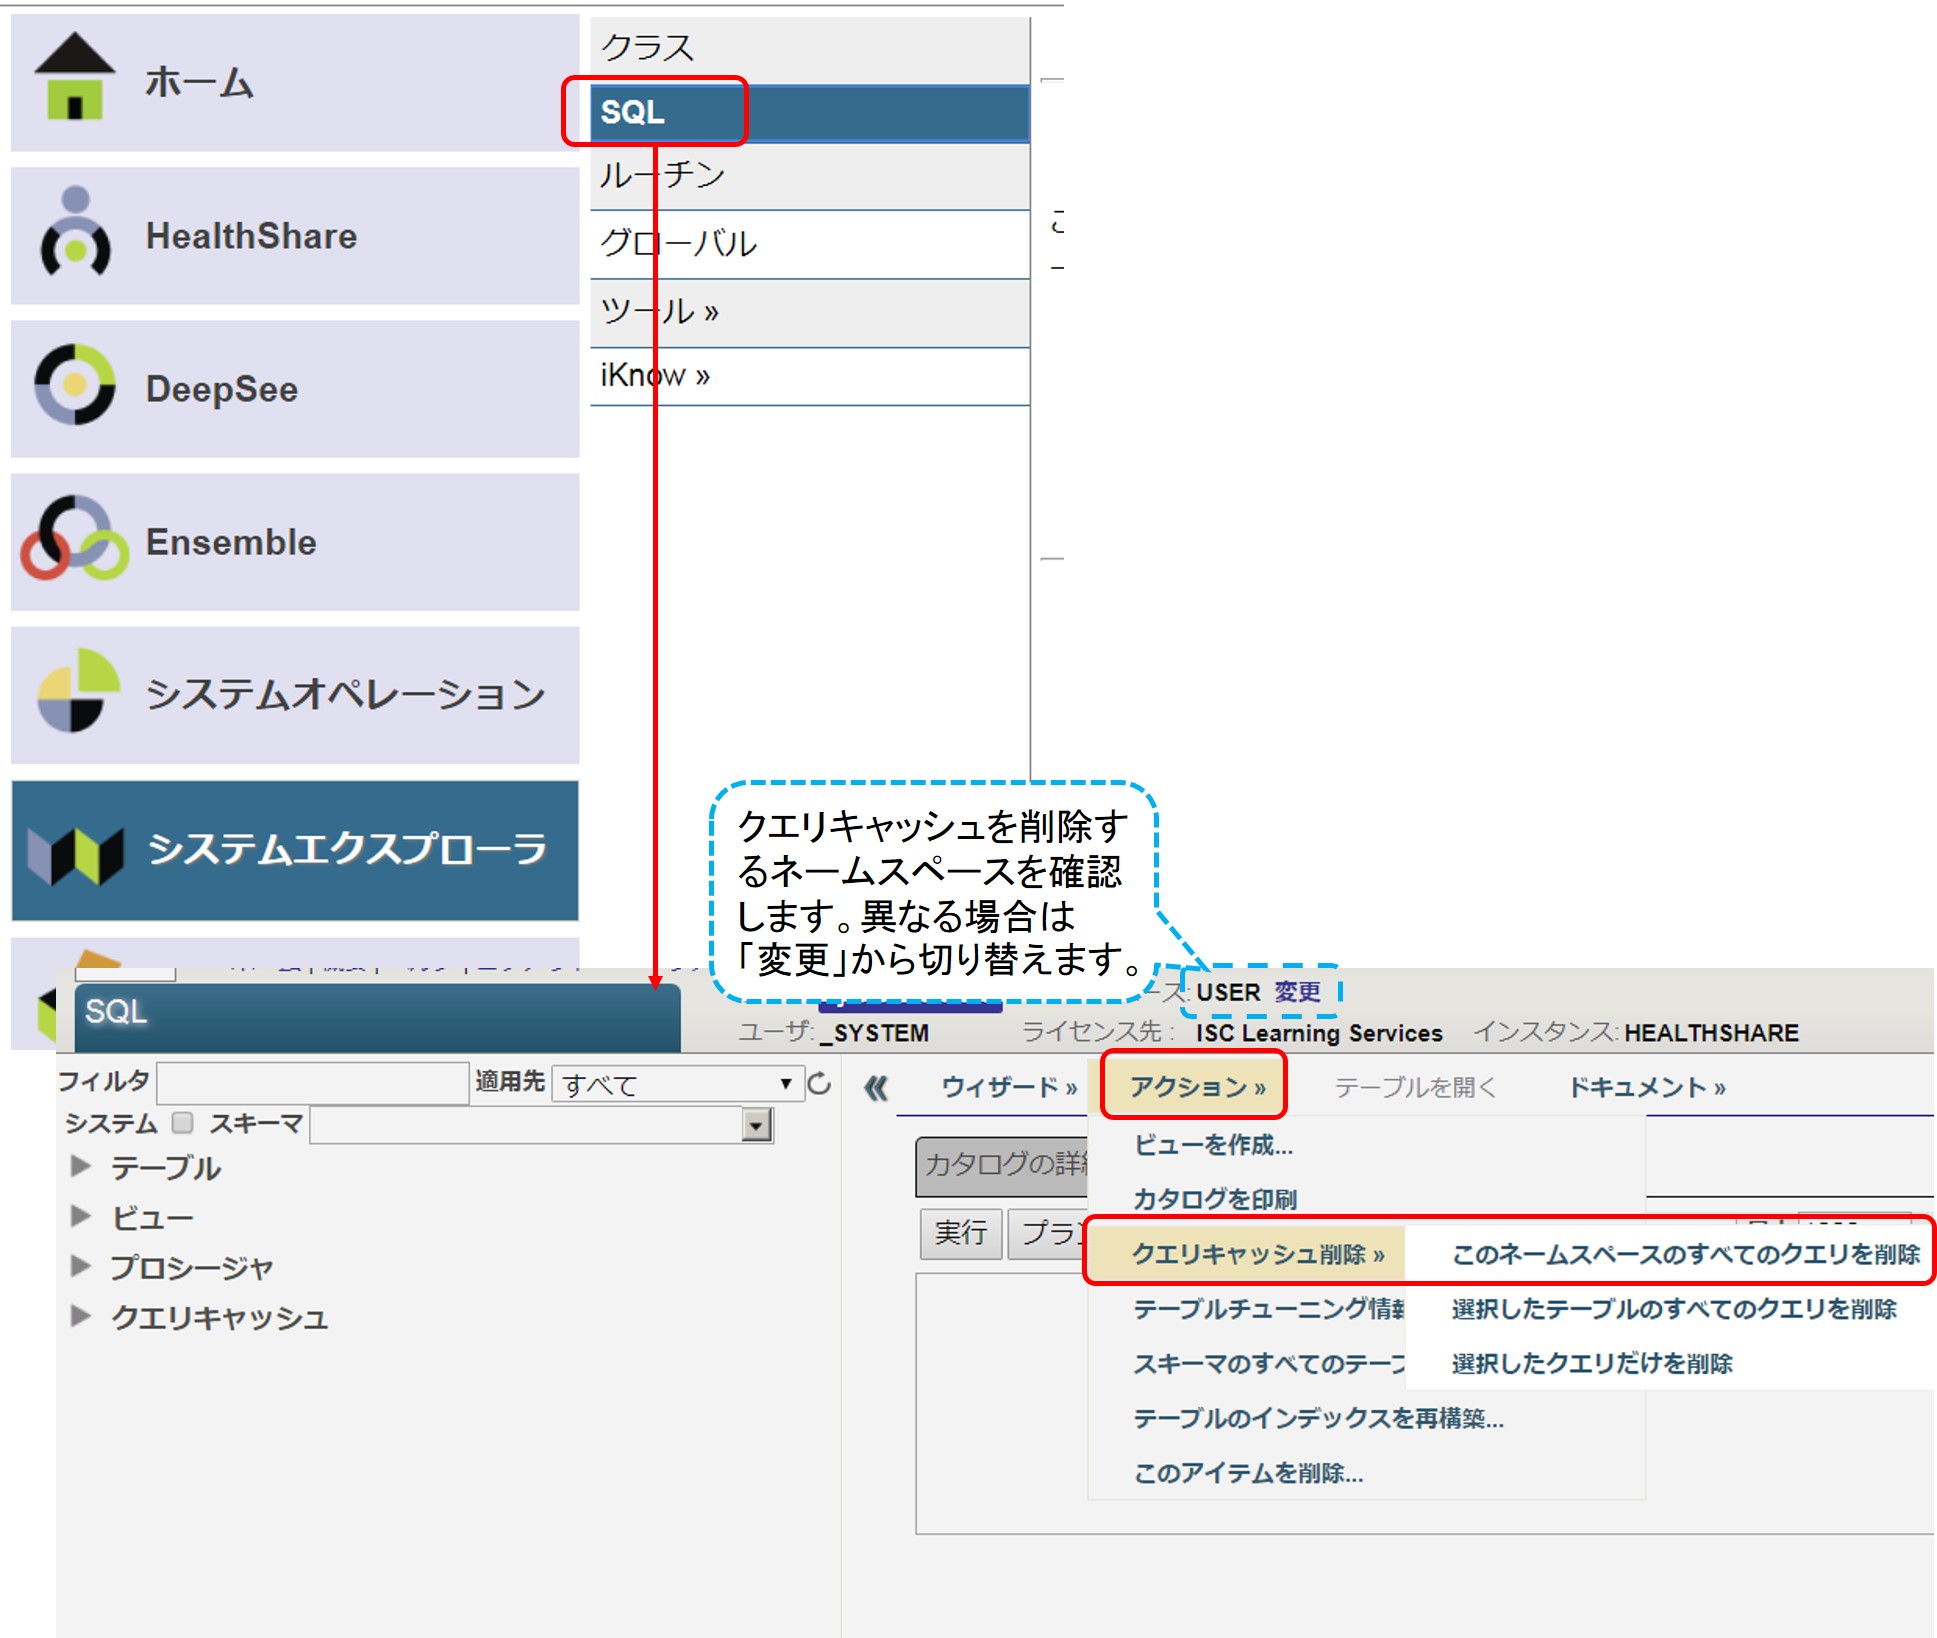 ホーム
HealthShare
DeepSee
Ensemble
システムオペレーション
システムエクスプローラ
クラス
SQL
ルーチン
グローバル
ツール »
iKnow »
クエリキャッシュを削除す
るネームスペースを確認
します。異なる場合は
「変更」から切り替えます。
SQL
ース: USER 変更
ユーザ: _SYSTEM ライセンス先 : ISC Learning Services インスタンス: HEALTHSHARE
フィルタ 適用先 すべて
システム スキーマ
テーブル
ビュー
プロシージャ
クエリキャッシュ
ウィザード » アクション » テーブルを開く ドキュメント »
カタログの詳
実行 プラ
ビューを作成...
カタログを印刷
クエリキャッシュ削除 » このネームスペースのすべてのクエリを削除
テーブルチューニング情 選択したテーブルのすべてのクエリを削除
スキーマのすべてのテー 選択したクエリだけを削除
テーブルのインデックスを再構築...
このアイテムを削除...